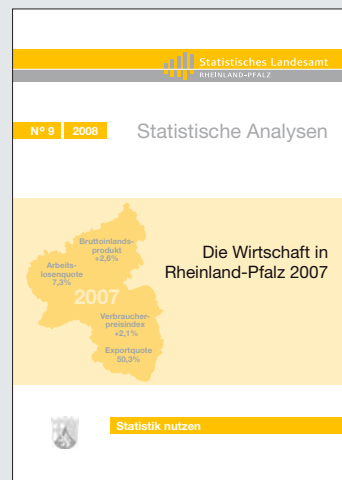 Statistisches Landesamt
RHEINLAND-PFALZ
Nº 9 2008
Statistische Analysen
Bruttoinlands-
produkt
+2,6%
Arbeits-
losenquote
7,3%
2007
Verbraucher-
preisindex
+2,1%
Exportquote
50,3%
Die Wirtschaft in
Rheinland-Pfalz 2007
Statistik nutzen